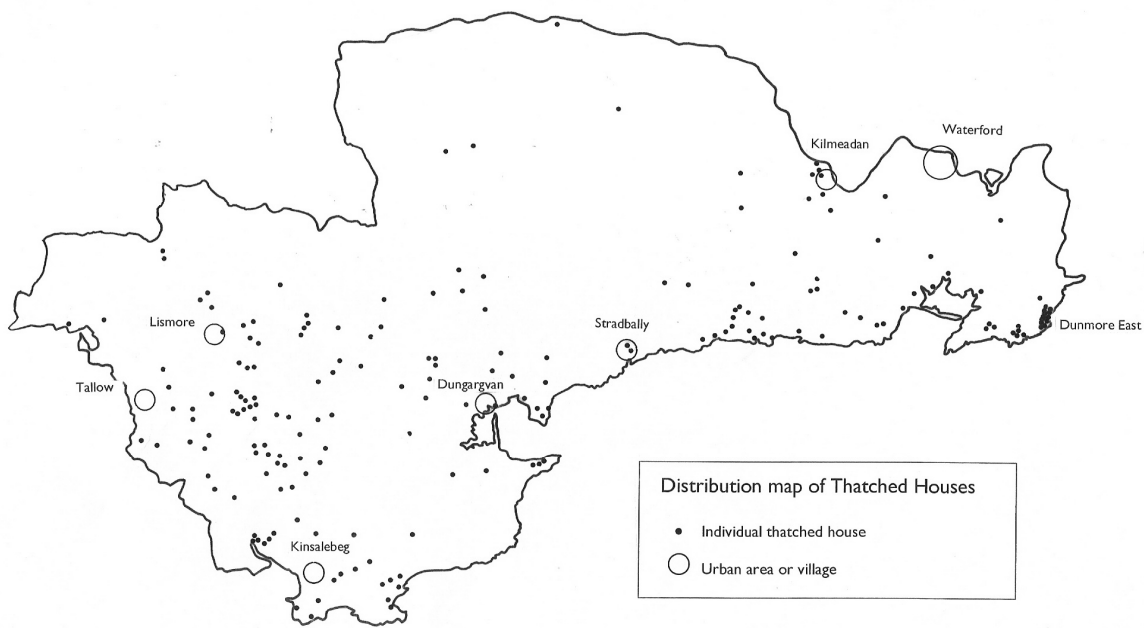 Waterford
Kilmeadan
Lismore
Stradbally
Dunmore East
Tallow
Dungargvan
Kinsalebeg
Distribution map of Thatched Houses
Individual thatched house
Urban area or village